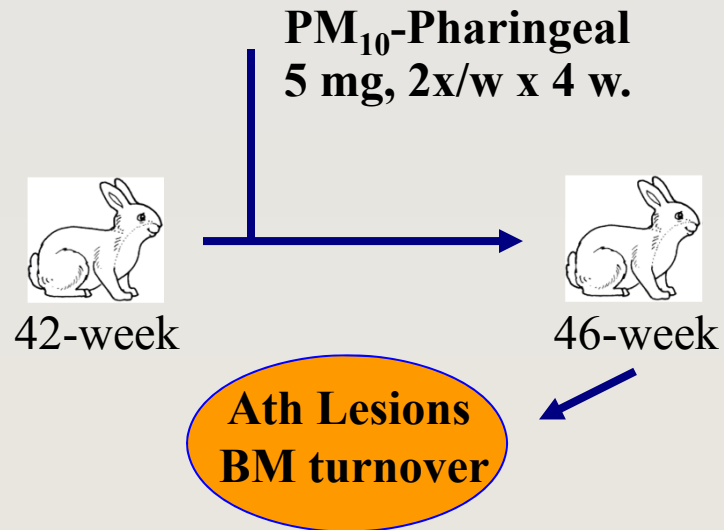 PM₁₀-Pharingeal
5 mg, 2x/w x 4 w.
42-week
46-week
Ath Lesions
BM turnover